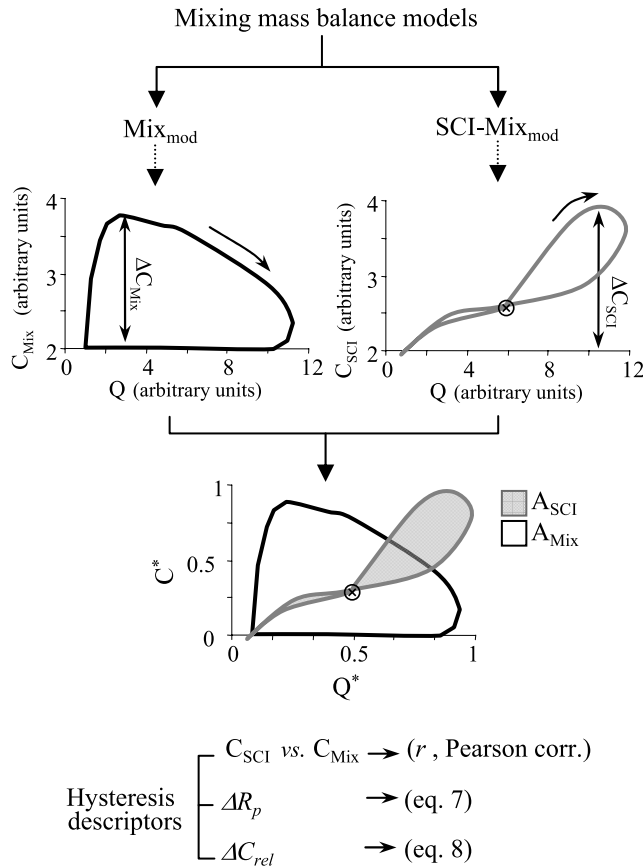 Mixing mass balance models
Mix_mod
SCI-Mix_mod
C_Mix (arbitrary units)
4
3
2
ΔC_Mix
0 4 8 12
Q (arbitrary units)
C_SCI (arbitrary units)
4
3
2
ΔC_SCI
0 4 8 12
Q (arbitrary units)
C*
1
0.5
0
0 0.5 1
Q*
A_SCI
A_Mix
Hysteresis
descriptors
C_SCI vs. C_Mix → (r , Pearson corr.)
ΔR_p → (eq. 7)
ΔC_rel → (eq. 8)